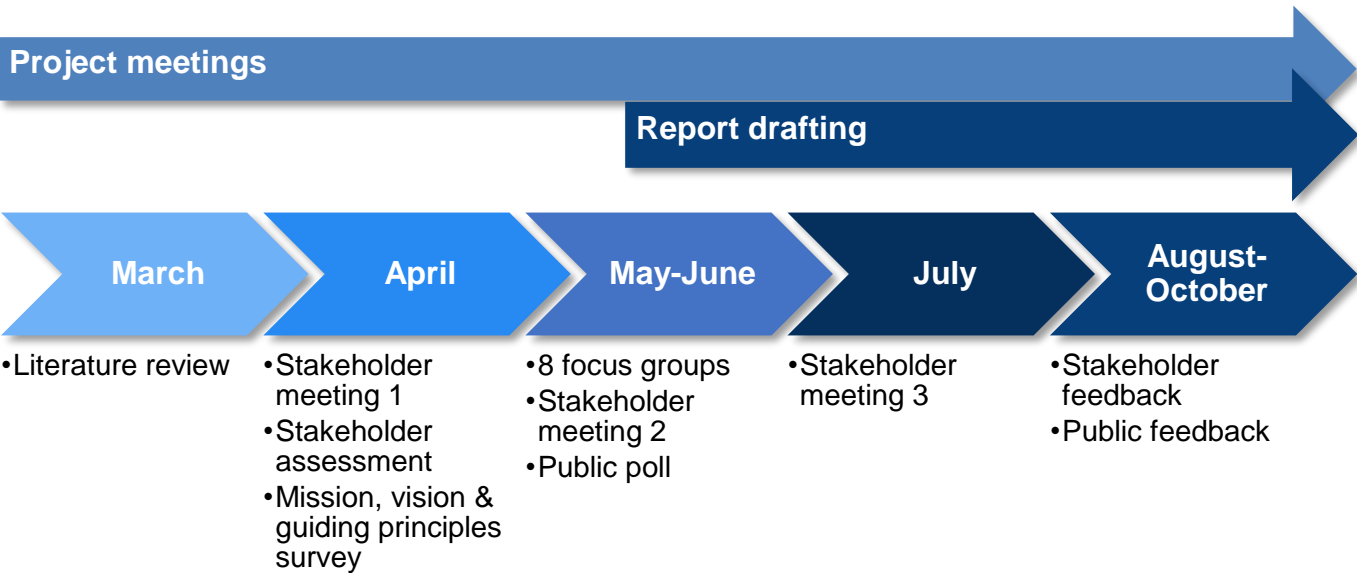 Project meetings
Report drafting
March
April
May-June
July
August-
October
•Literature review
•Stakeholder
meeting 1
•Stakeholder
assessment
•Mission, vision &
guiding principles
survey
•8 focus groups
•Stakeholder
meeting 2
•Public poll
•Stakeholder
meeting 3
•Stakeholder
feedback
•Public feedback